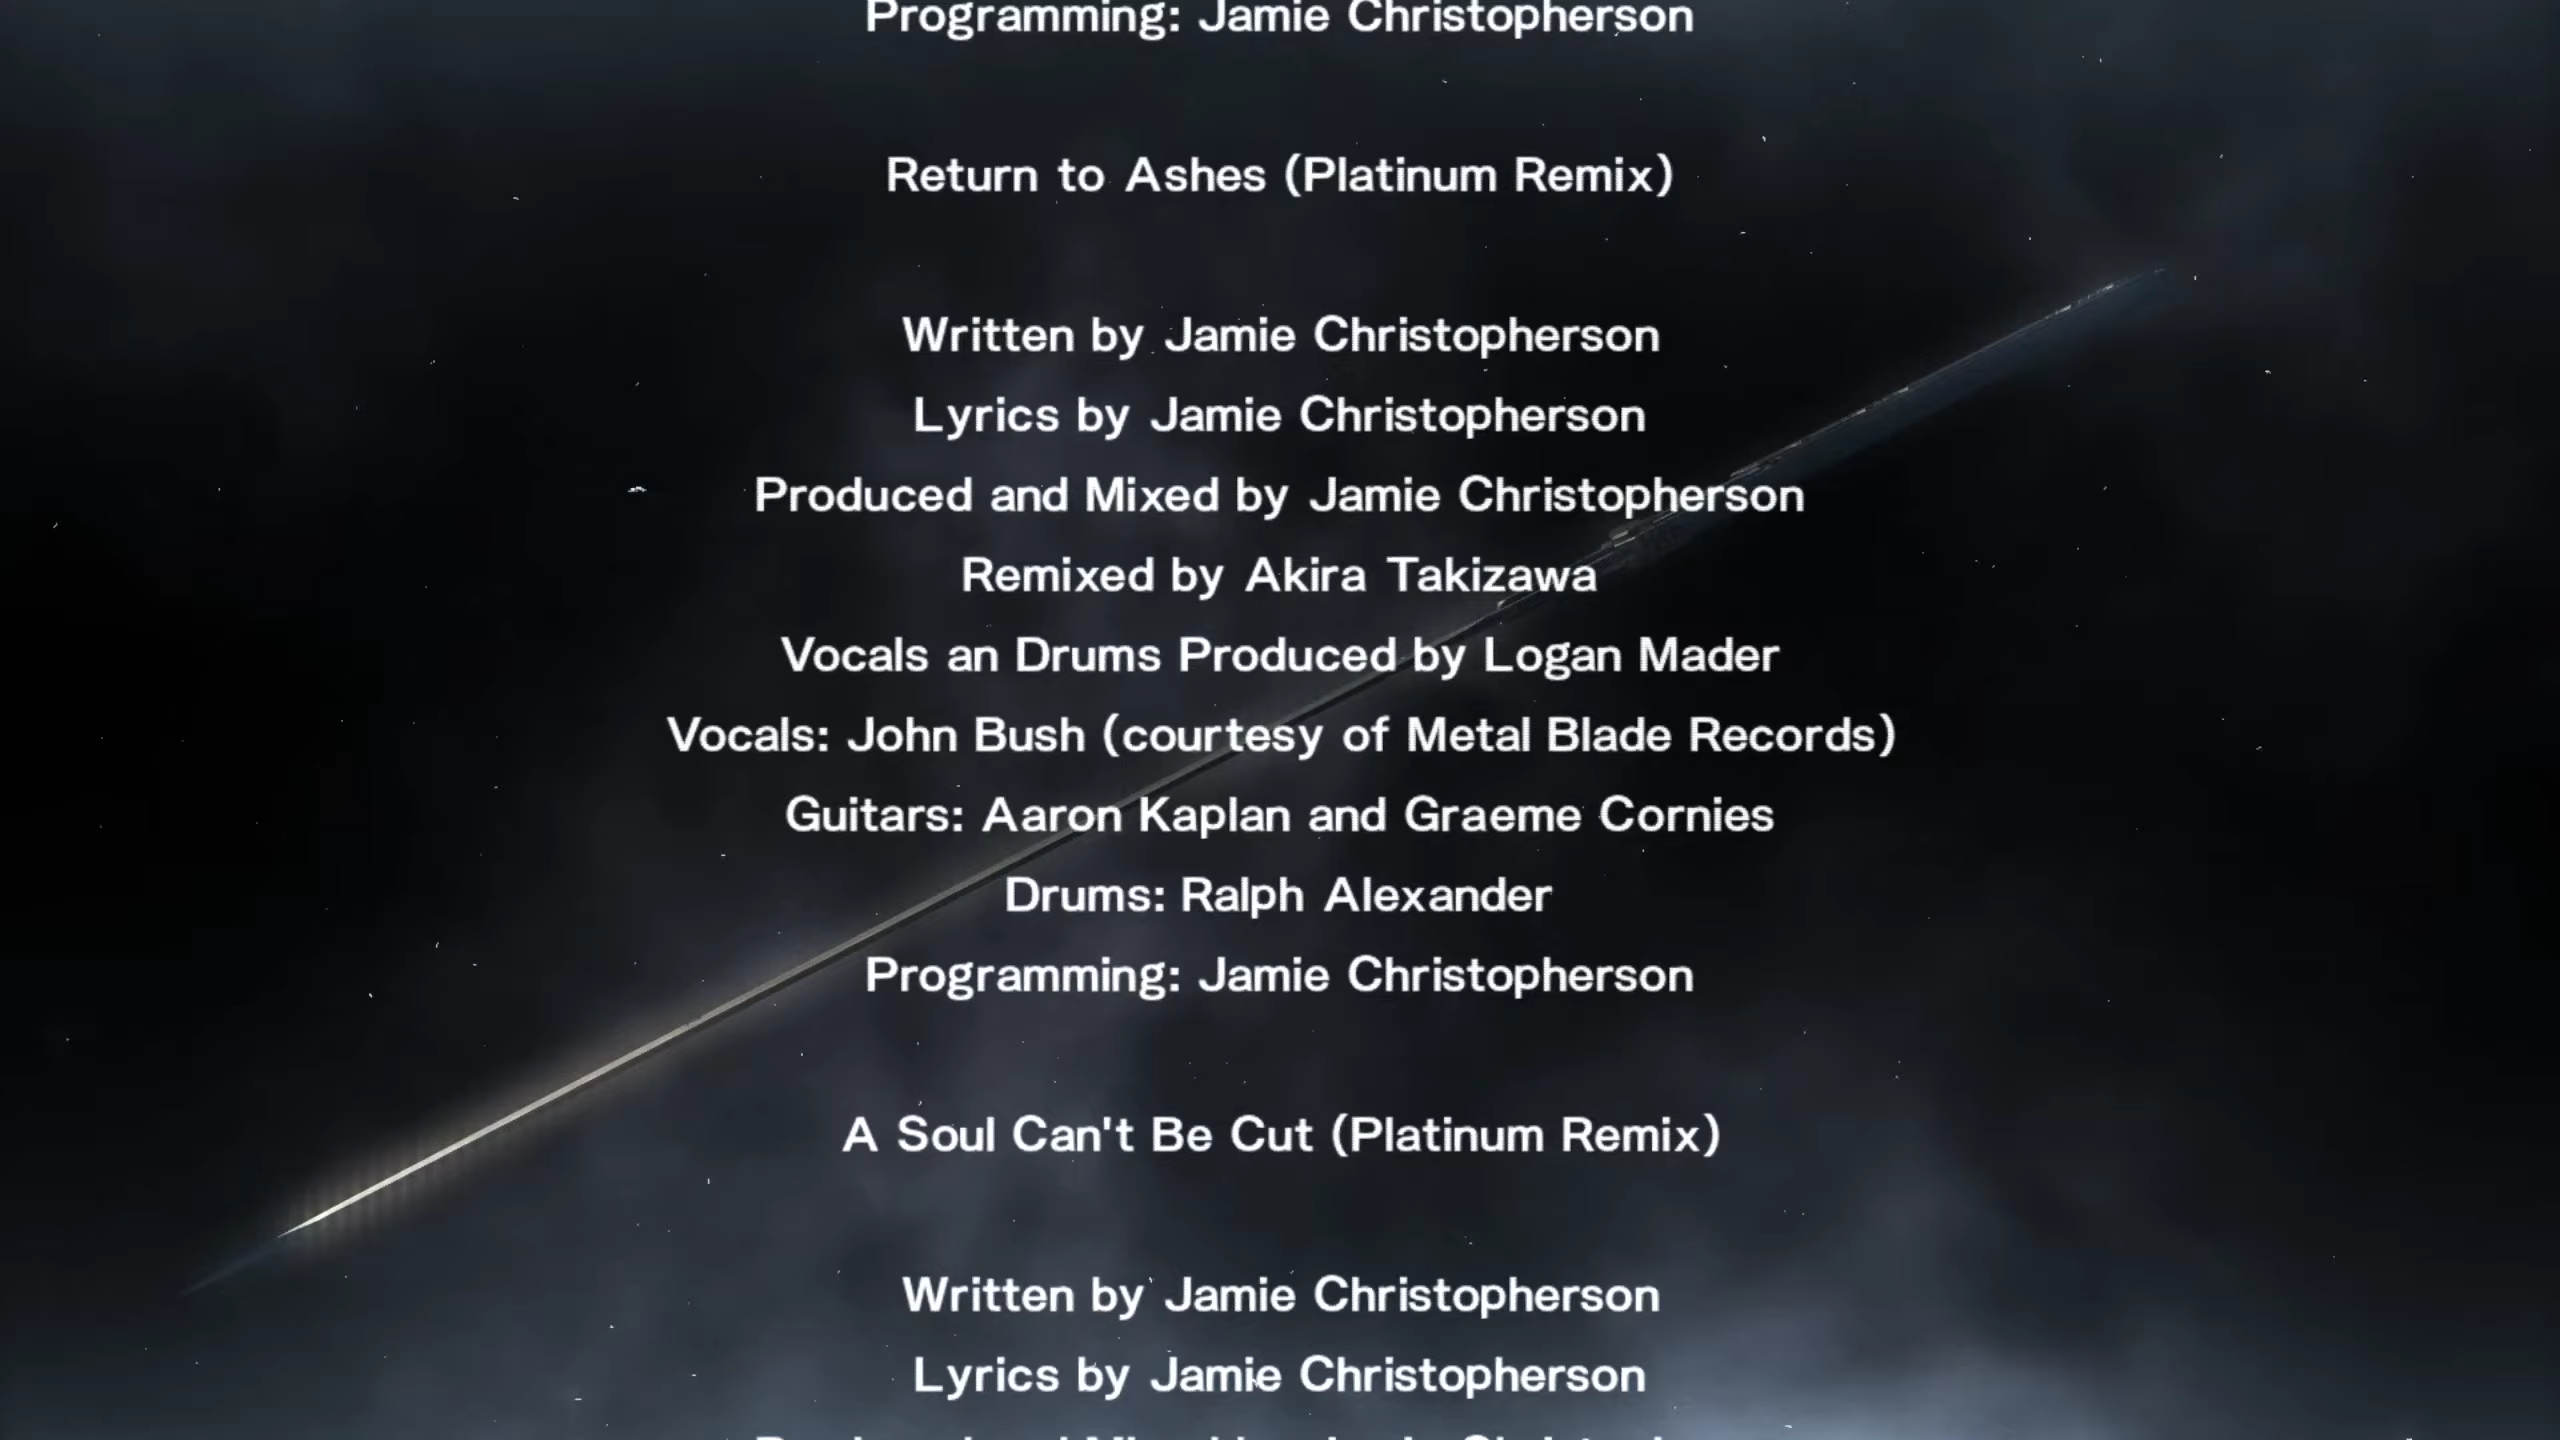 Programming: Jamie Christopherson
Return to Ashes (Platinum Remix)
Written by Jamie Christopherson
Lyrics by Jamie Christopherson
Produced and Mixed by Jamie Christopherson
Remixed by Akira Takizawa
Vocals an Drums Produced by Logan Mader
Vocals: John Bush (courtesy of Metal Blade Records)
Guitars: Aaron Kaplan and Graeme Cornies
Drums: Ralph Alexander
Programming: Jamie Christopherson
A Soul Can't Be Cut (Platinum Remix)
Written by Jamie Christopherson
Lyrics by Jamie Christopherson